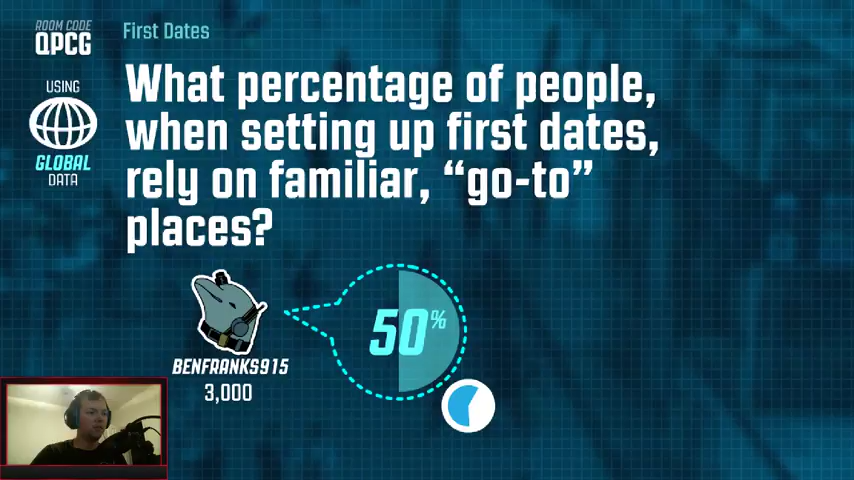 ROOM CODE
QPCG
First Dates
USING
GLOBAL
DATA
What percentage of people,
when setting up first dates,
rely on familiar, “go-to”
places?
50%
BENFRANKS915
3,000